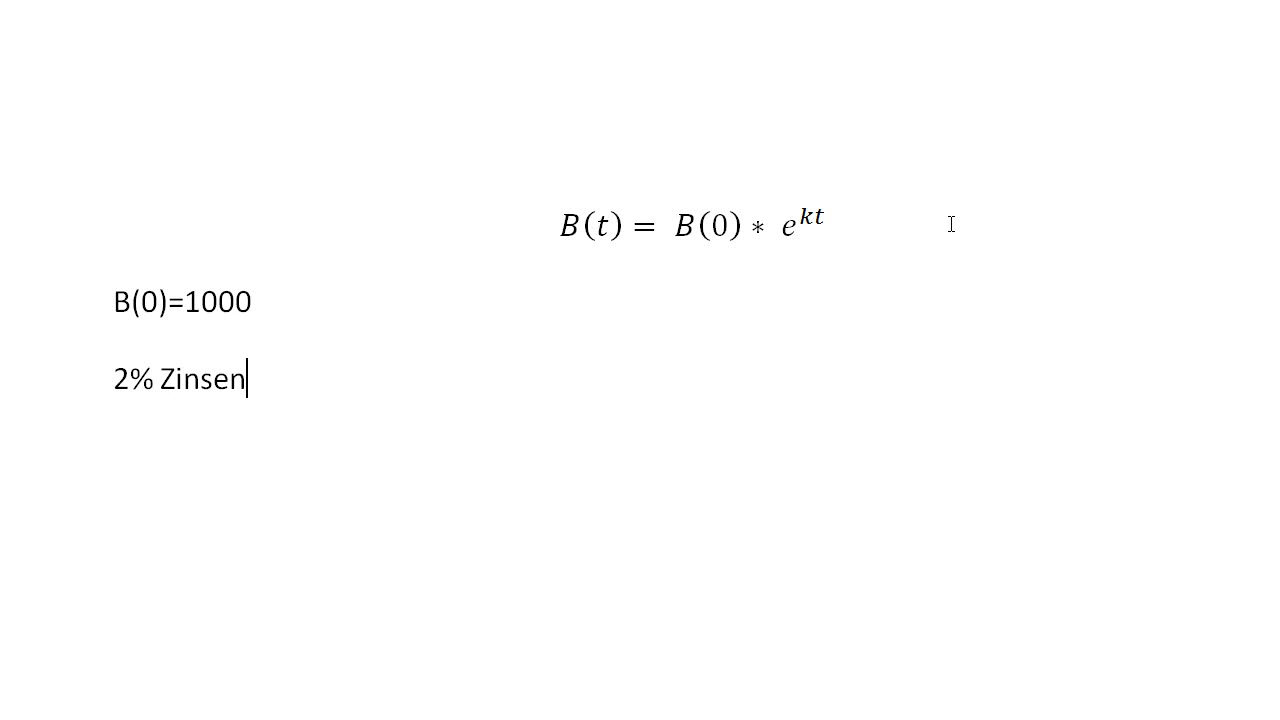 B(t) = B(0) * e^{kt}
B(0)=1000
2% Zinsen